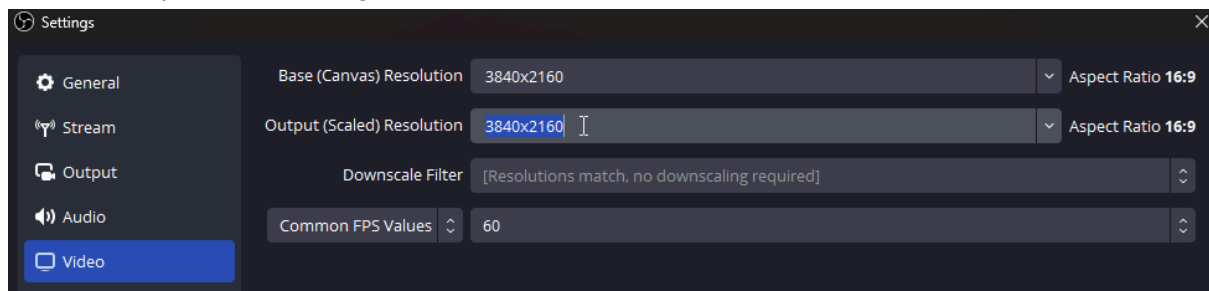 Settings
General
Stream
Output
Audio
Video
Base (Canvas) Resolution 3840x2160 Aspect Ratio 16:9
Output (Scaled) Resolution 3840x2160 Aspect Ratio 16:9
Downscale Filter [Resolutions match, no downscaling required]
Common FPS Values 60